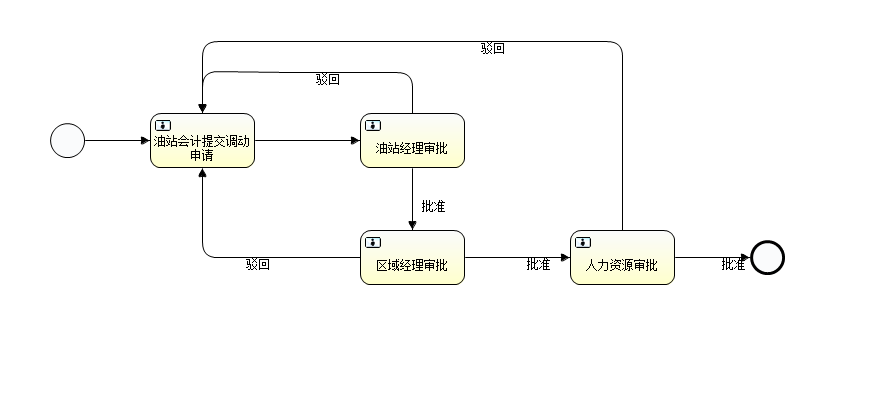 驳回
驳回
油站会计提交调动
申请
油站经理审批
批准
驳回
区域经理审批
批准
人力资源审批
批准